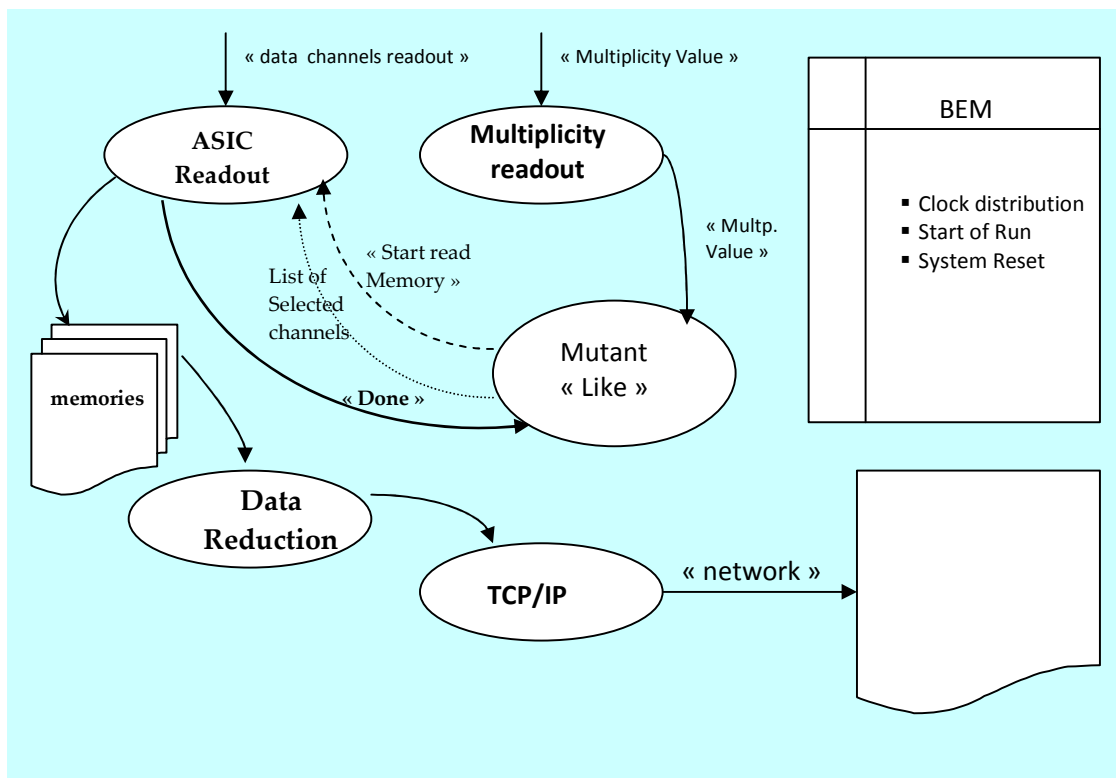 « data  channels readout »
« Multiplicity Value »
BEM
ASIC
Readout
Multiplicity
readout
▪ Clock distribution
▪ Start of Run
▪ System Reset
« Multp.
Value »
« Start read
Memory »
List of
Selected
channels
Mutant
« Like »
« Done »
memories
Data
Reduction
TCP/IP
« network »